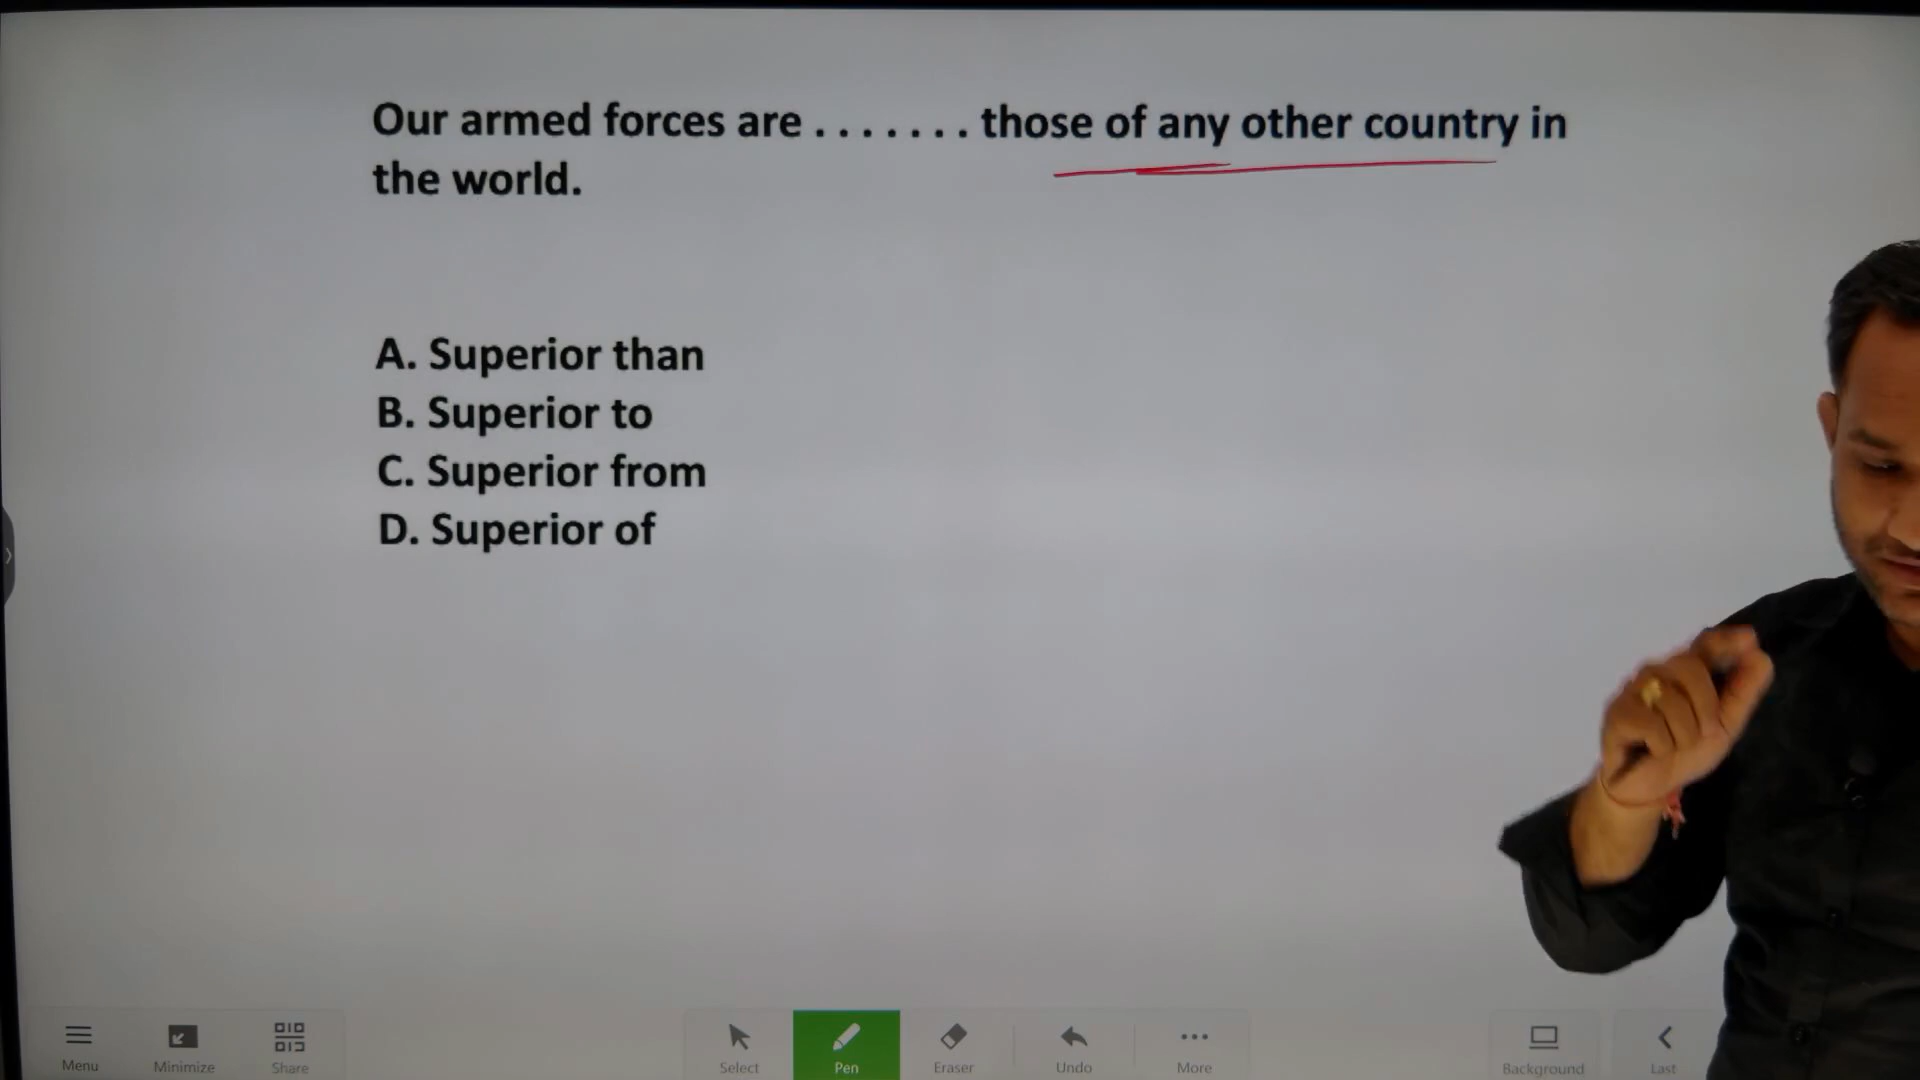 Our armed forces are ....... those of any other country in
the world.
A. Superior than
B. Superior to
C. Superior from
D. Superior of
Menu
Minimize
Share
Select
Pen
Eraser
Undo
More
Background
Last